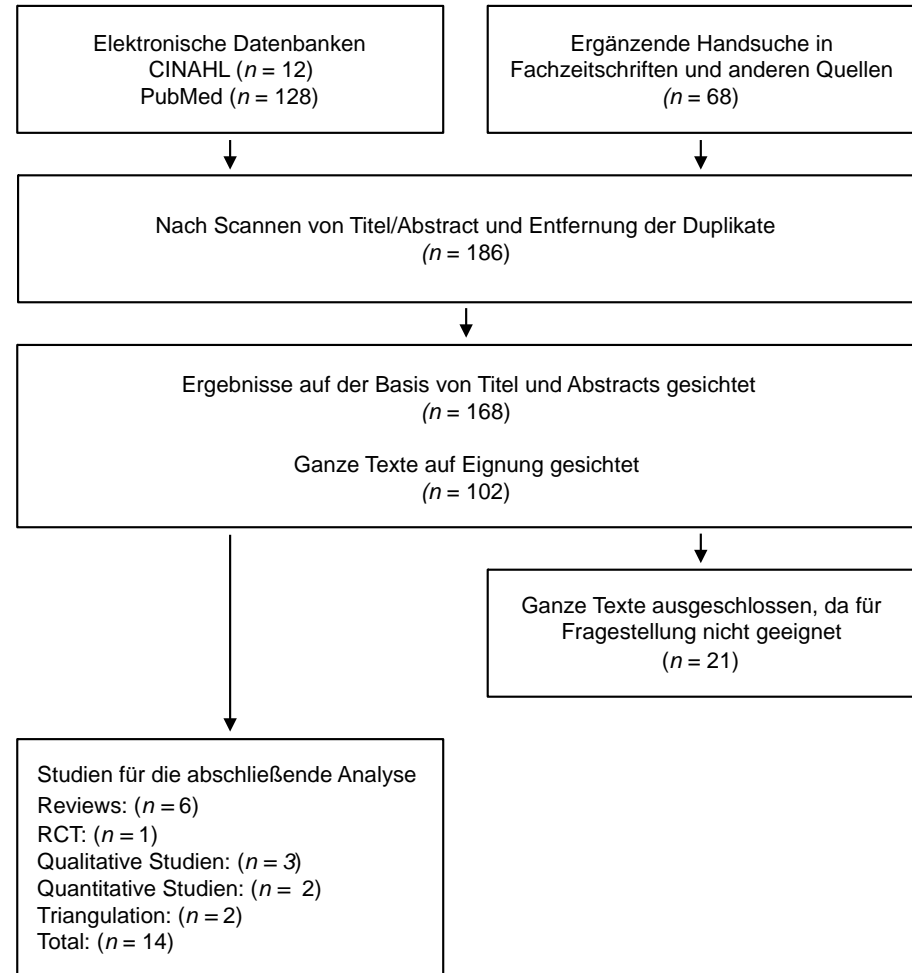 Elektronische Datenbanken
CINAHL (n = 12)
PubMed (n = 128)
Ergänzende Handsuche in
Fachzeitschriften und anderen Quellen
(n = 68)
Nach Scannen von Titel/Abstract und Entfernung der Duplikate
(n = 186)
Ergebnisse auf der Basis von Titel und Abstracts gesichtet
(n = 168)
Ganze Texte auf Eignung gesichtet
(n = 102)
Ganze Texte ausgeschlossen, da für
Fragestellung nicht geeignet
(n = 21)
Studien für die abschließende Analyse
Reviews: (n = 6)
RCT: (n = 1)
Qualitative Studien: (n = 3)
Quantitative Studien: (n = 2)
Triangulation: (n = 2)
Total: (n = 14)